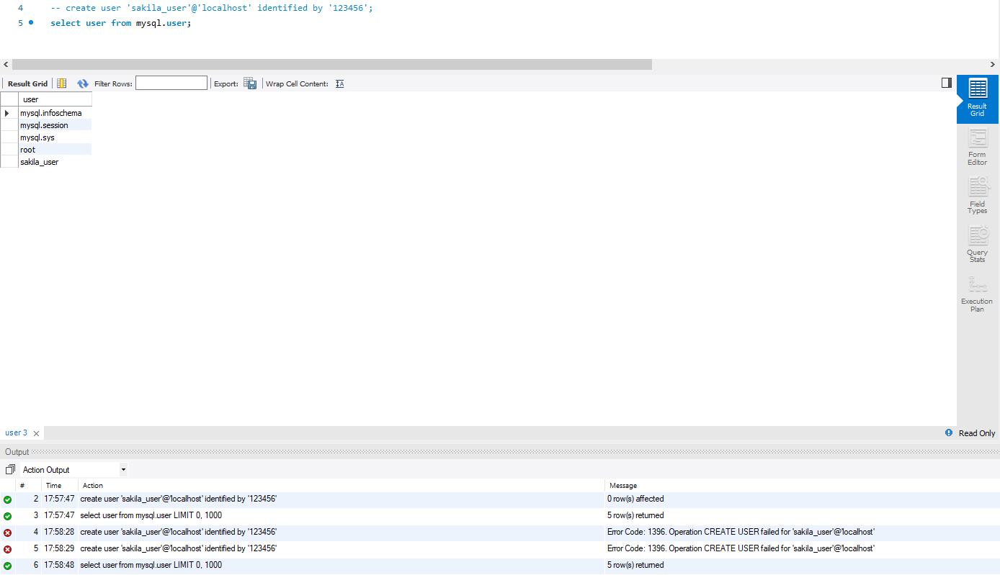 4 -- create user 'sakila_user'@'localhost' identified by '123456';
5 select user from mysql.user;
Result Grid Filter Rows: Export: Wrap Cell Content:
user
mysql.infoschema
mysql.session
mysql.sys
root
sakila_user
Result
Grid
Form
Editor
Field
Types
Query
Stats
Execution
Plan
user 3 Read Only
Output
Action Output
# Time Action Message
2 17:57:47 create user 'sakila_user'@'localhost' identified by '123456' 0 row(s) affected
3 17:57:47 select user from mysql.user LIMIT 0, 1000 5 row(s) returned
4 17:58:28 create user 'sakila_user'@'localhost' identified by '123456' Error Code: 1396. Operation CREATE USER failed for 'sakila_user'@'localhost'
5 17:58:29 create user 'sakila_user'@'localhost' identified by '123456' Error Code: 1396. Operation CREATE USER failed for 'sakila_user'@'localhost'
6 17:58:48 select user from mysql.user LIMIT 0, 1000 5 row(s) returned